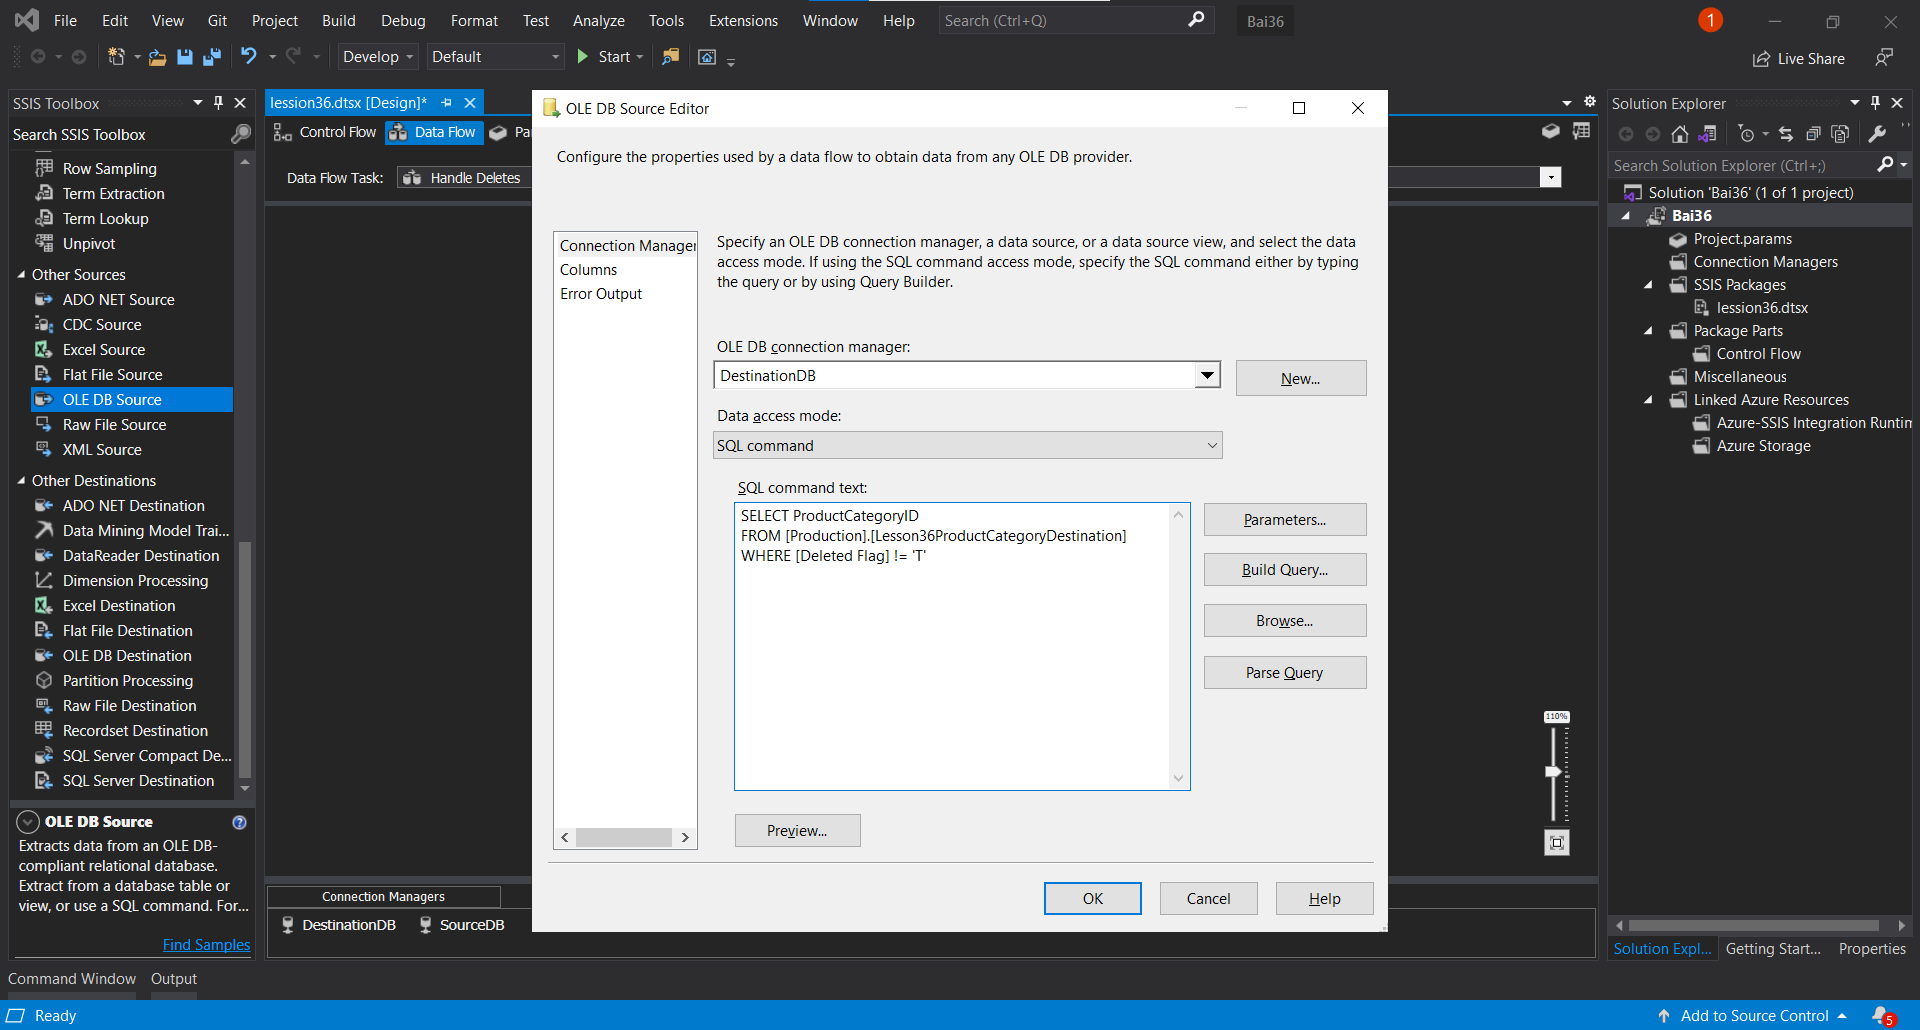 File Edit View Git Project Build Debug Format Test Analyze Tools Extensions Window Help Search (Ctrl+Q) Bai36 1
Develop Default Start Live Share
SSIS Toolbox
Search SSIS Toolbox
Row Sampling
Term Extraction
Term Lookup
Unpivot
Other Sources
ADO NET Source
CDC Source
Excel Source
Flat File Source
OLE DB Source
Raw File Source
XML Source
Other Destinations
ADO NET Destination
Data Mining Model Trai...
DataReader Destination
Dimension Processing
Excel Destination
Flat File Destination
OLE DB Destination
Partition Processing
Raw File Destination
Recordset Destination
SQL Server Compact De...
SQL Server Destination
OLE DB Source
Extracts data from an OLE DB-
compliant relational database.
Extract from a database table or
view, or use a SQL command. For...
Find Samples
lession36.dtsx [Design]*
Control Flow Data Flow Pa
Data Flow Task: Handle Deletes
OLE DB Source Editor
Configure the properties used by a data flow to obtain data from any OLE DB provider.
Connection Manager
Columns
Error Output
Specify an OLE DB connection manager, a data source, or a data source view, and select the data
access mode. If using the SQL command access mode, specify the SQL command either by typing
the query or by using Query Builder.
OLE DB connection manager:
DestinationDB
New...
Data access mode:
SQL command
SQL command text:
SELECT ProductCategoryID
FROM [Production].[Lesson36ProductCategoryDestination]
WHERE [Deleted Flag] != 'T'
Parameters...
Build Query...
Browse...
Parse Query
Preview...
OK Cancel Help
110%
Connection Managers
DestinationDB SourceDB
Solution Explorer
Search Solution Explorer (Ctrl+;)
Solution 'Bai36' (1 of 1 project)
Bai36
Project.params
Connection Managers
SSIS Packages
lession36.dtsx
Package Parts
Control Flow
Miscellaneous
Linked Azure Resources
Azure-SSIS Integration Runtim
Azure Storage
Solution Expl... Getting Start... Properties
Command Window Output
Ready Add to Source Control 5